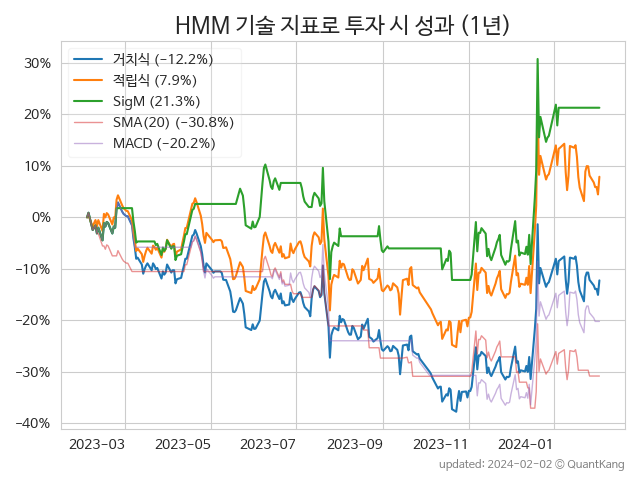 HMM 기술 지표로 투자 시 성과 (1년)
거치식 (−12.2%)
적립식 (7.9%)
SigM (21.3%)
SMA(20) (−30.8%)
MACD (−20.2%)
30%
20%
10%
0%
−10%
−20%
−30%
−40%
2023-03
2023-05
2023-07
2023-09
2023-11
2024-01
updated: 2024-02-02 © QuantKang